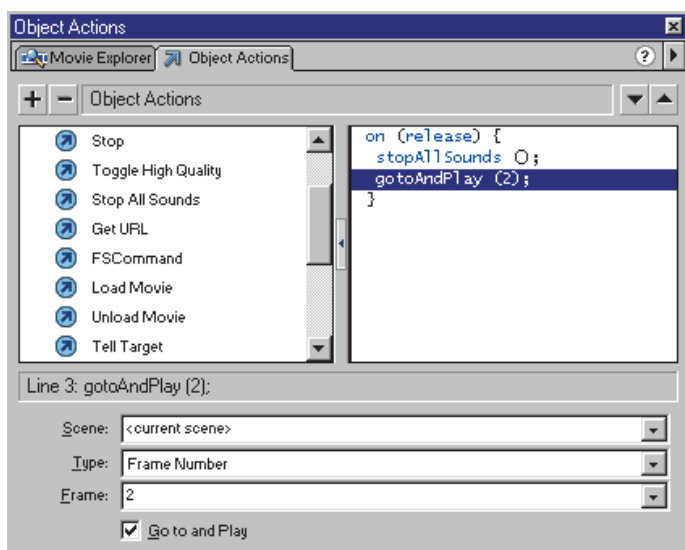 Object Actions
Movie Explorer Object Actions ?
+ − Object Actions
Stop
Toggle High Quality
Stop All Sounds
Get URL
FSCommand
Load Movie
Unload Movie
Tell Target
on (release) {
stopAllSounds ();
gotoAndPlay (2);
}
Line 3: gotoAndPlay (2);
Scene: <current scene>
Type: Frame Number
Frame: 2
Go to and Play